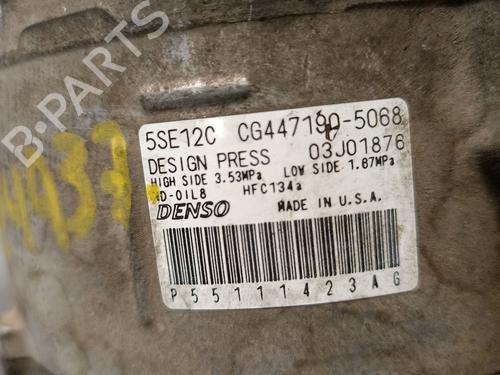 5SE12C CG447190-5068
DESIGN PRESS 03J01876
HIGH SIDE 3.53MPa LOW SIDE 1.87MPa
ND-OIL8 HFC134a
DENSO MADE IN U.S.A.
P55111423AG
B-PARTS